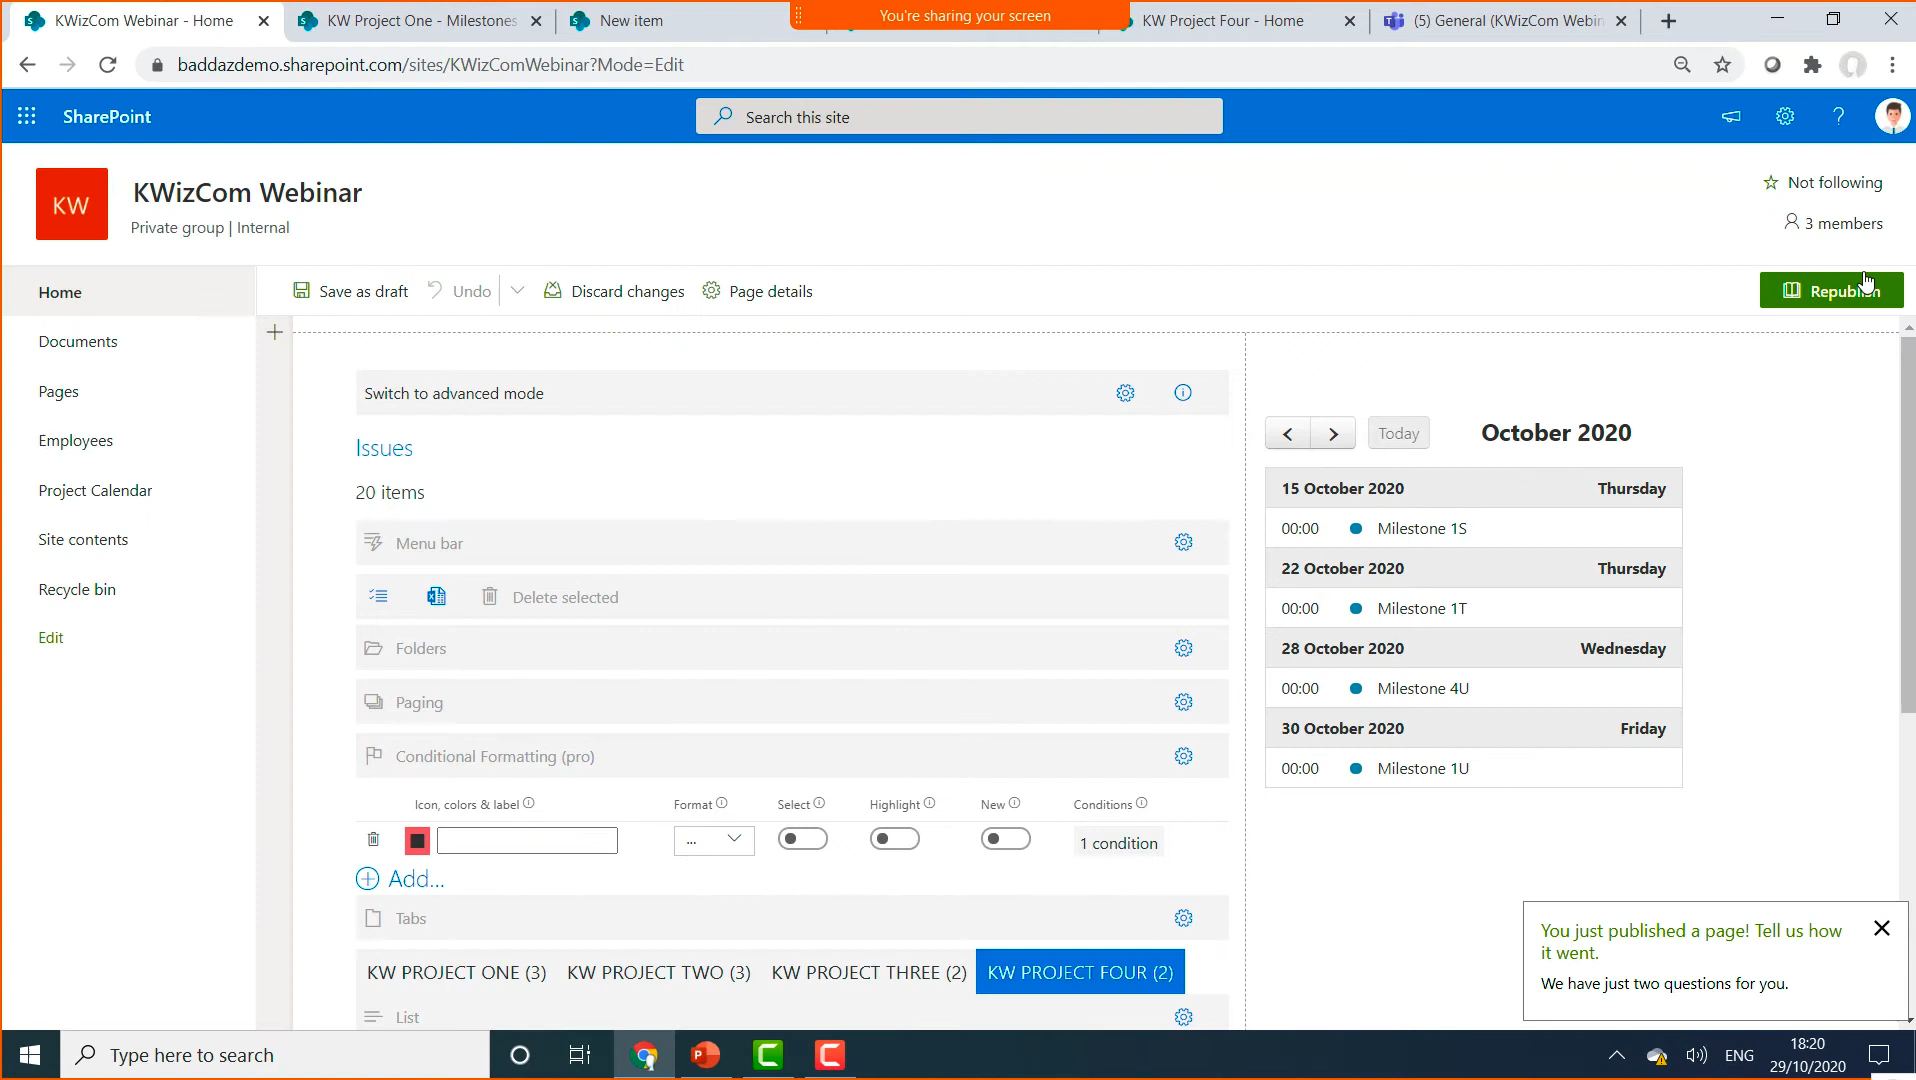 KWizCom Webinar - Home
KW Project One - Milestones
New item
You're sharing your screen
KW Project Four - Home
(5) General (KWizCom Webin
baddazdemo.sharepoint.com/sites/KWizComWebinar?Mode=Edit
SharePoint
Search this site
KW
KWizCom Webinar
Private group | Internal
Not following
3 members
Home
Documents
Pages
Employees
Project Calendar
Site contents
Recycle bin
Edit
Save as draft
Undo
Discard changes
Page details
Republish
Switch to advanced mode
Issues
20 items
Menu bar
Delete selected
Folders
Paging
Conditional Formatting (pro)
Icon, colors & label
Format
Select
Highlight
New
Conditions
...
1 condition
Add...
Tabs
KW PROJECT ONE (3)
KW PROJECT TWO (3)
KW PROJECT THREE (2)
KW PROJECT FOUR (2)
List
Today
October 2020
15 October 2020 Thursday
00:00 Milestone 1S
22 October 2020 Thursday
00:00 Milestone 1T
28 October 2020 Wednesday
00:00 Milestone 4U
30 October 2020 Friday
00:00 Milestone 1U
You just published a page! Tell us how
it went.
We have just two questions for you.
Type here to search
ENG
18:20
29/10/2020